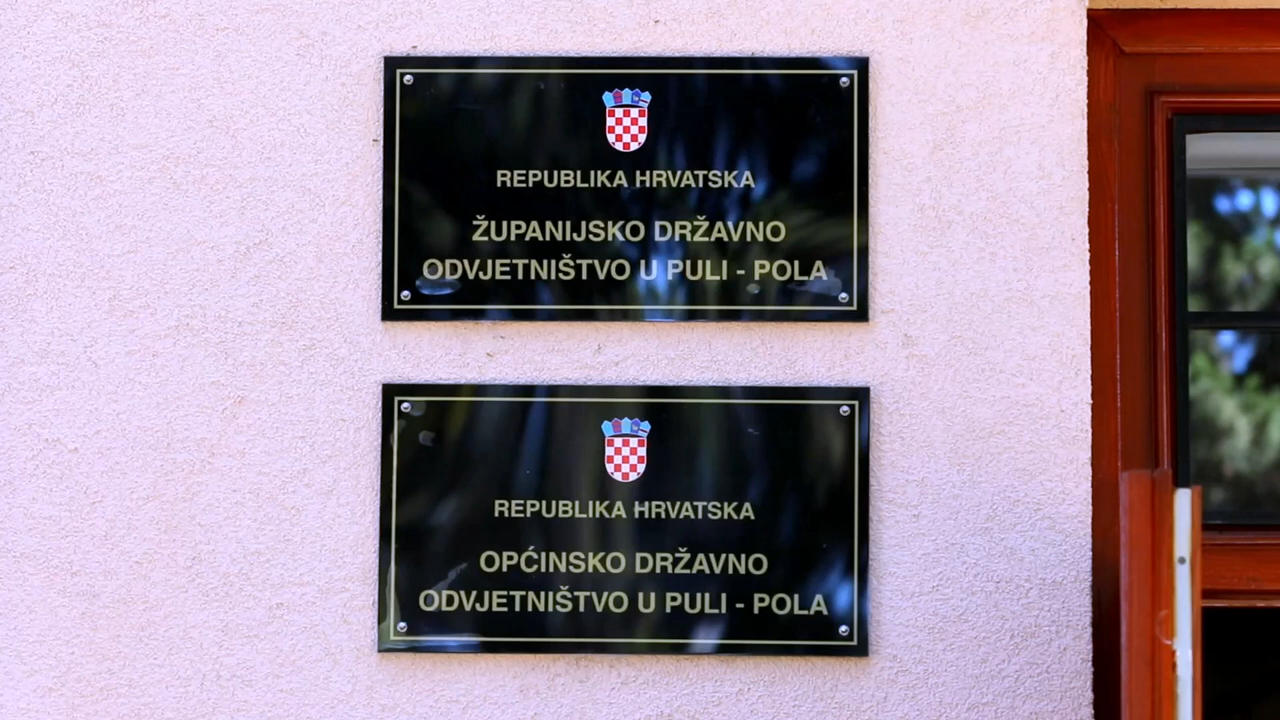 REPUBLIKA HRVATSKA
ŽUPANIJSKO DRŽAVNO
ODVJETNIŠTVO U PULI - POLA
REPUBLIKA HRVATSKA
OPĆINSKO DRŽAVNO
ODVJETNIŠTVO U PULI - POLA